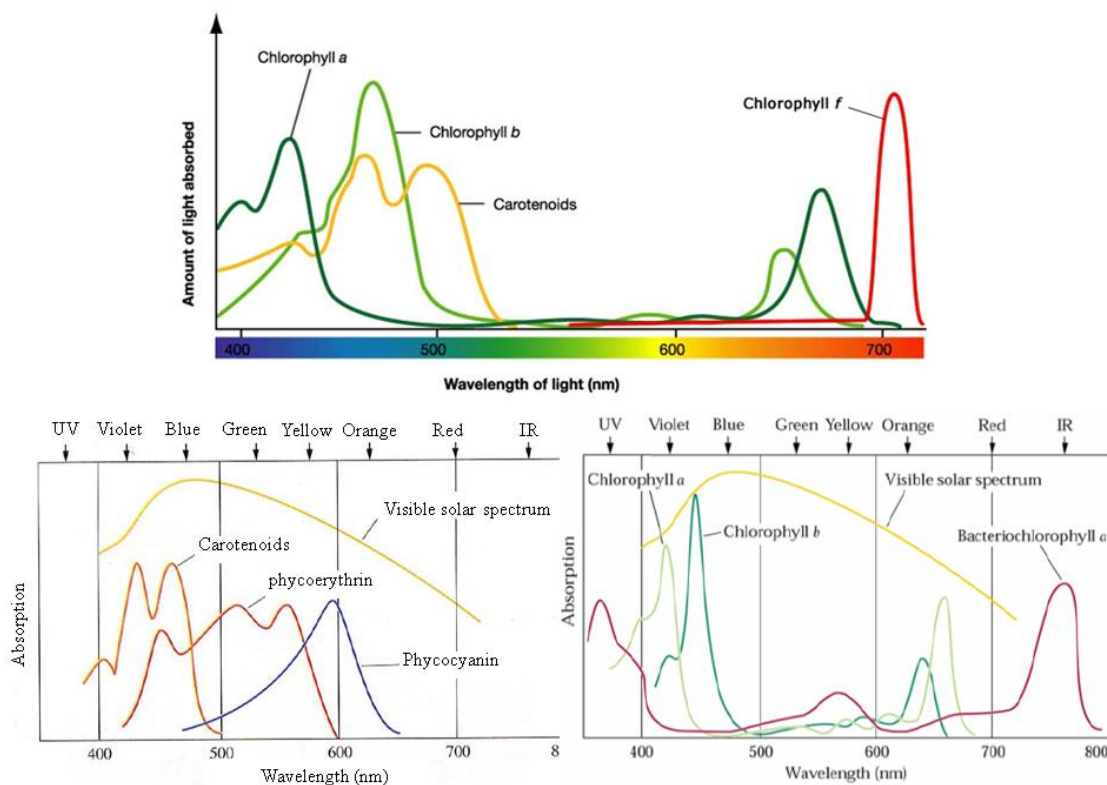 Chlorophyll a
Chlorophyll b
Chlorophyll f
Carotenoids
Amount of light absorbed
400 500 600 700
Wavelength of light (nm)
UV Violet Blue Green Yellow Orange Red IR
Visible solar spectrum
Carotenoids
phycoerythrin
Phycocyanin
Absorption
400 500 600 700 8
Wavelength (nm)
UV Violet Blue Green Yellow Orange Red IR
Chlorophyll a
Visible solar spectrum
Chlorophyll b
Bacteriochlorophyll a
Absorption
400 500 600 700 800
Wavelength (nm)